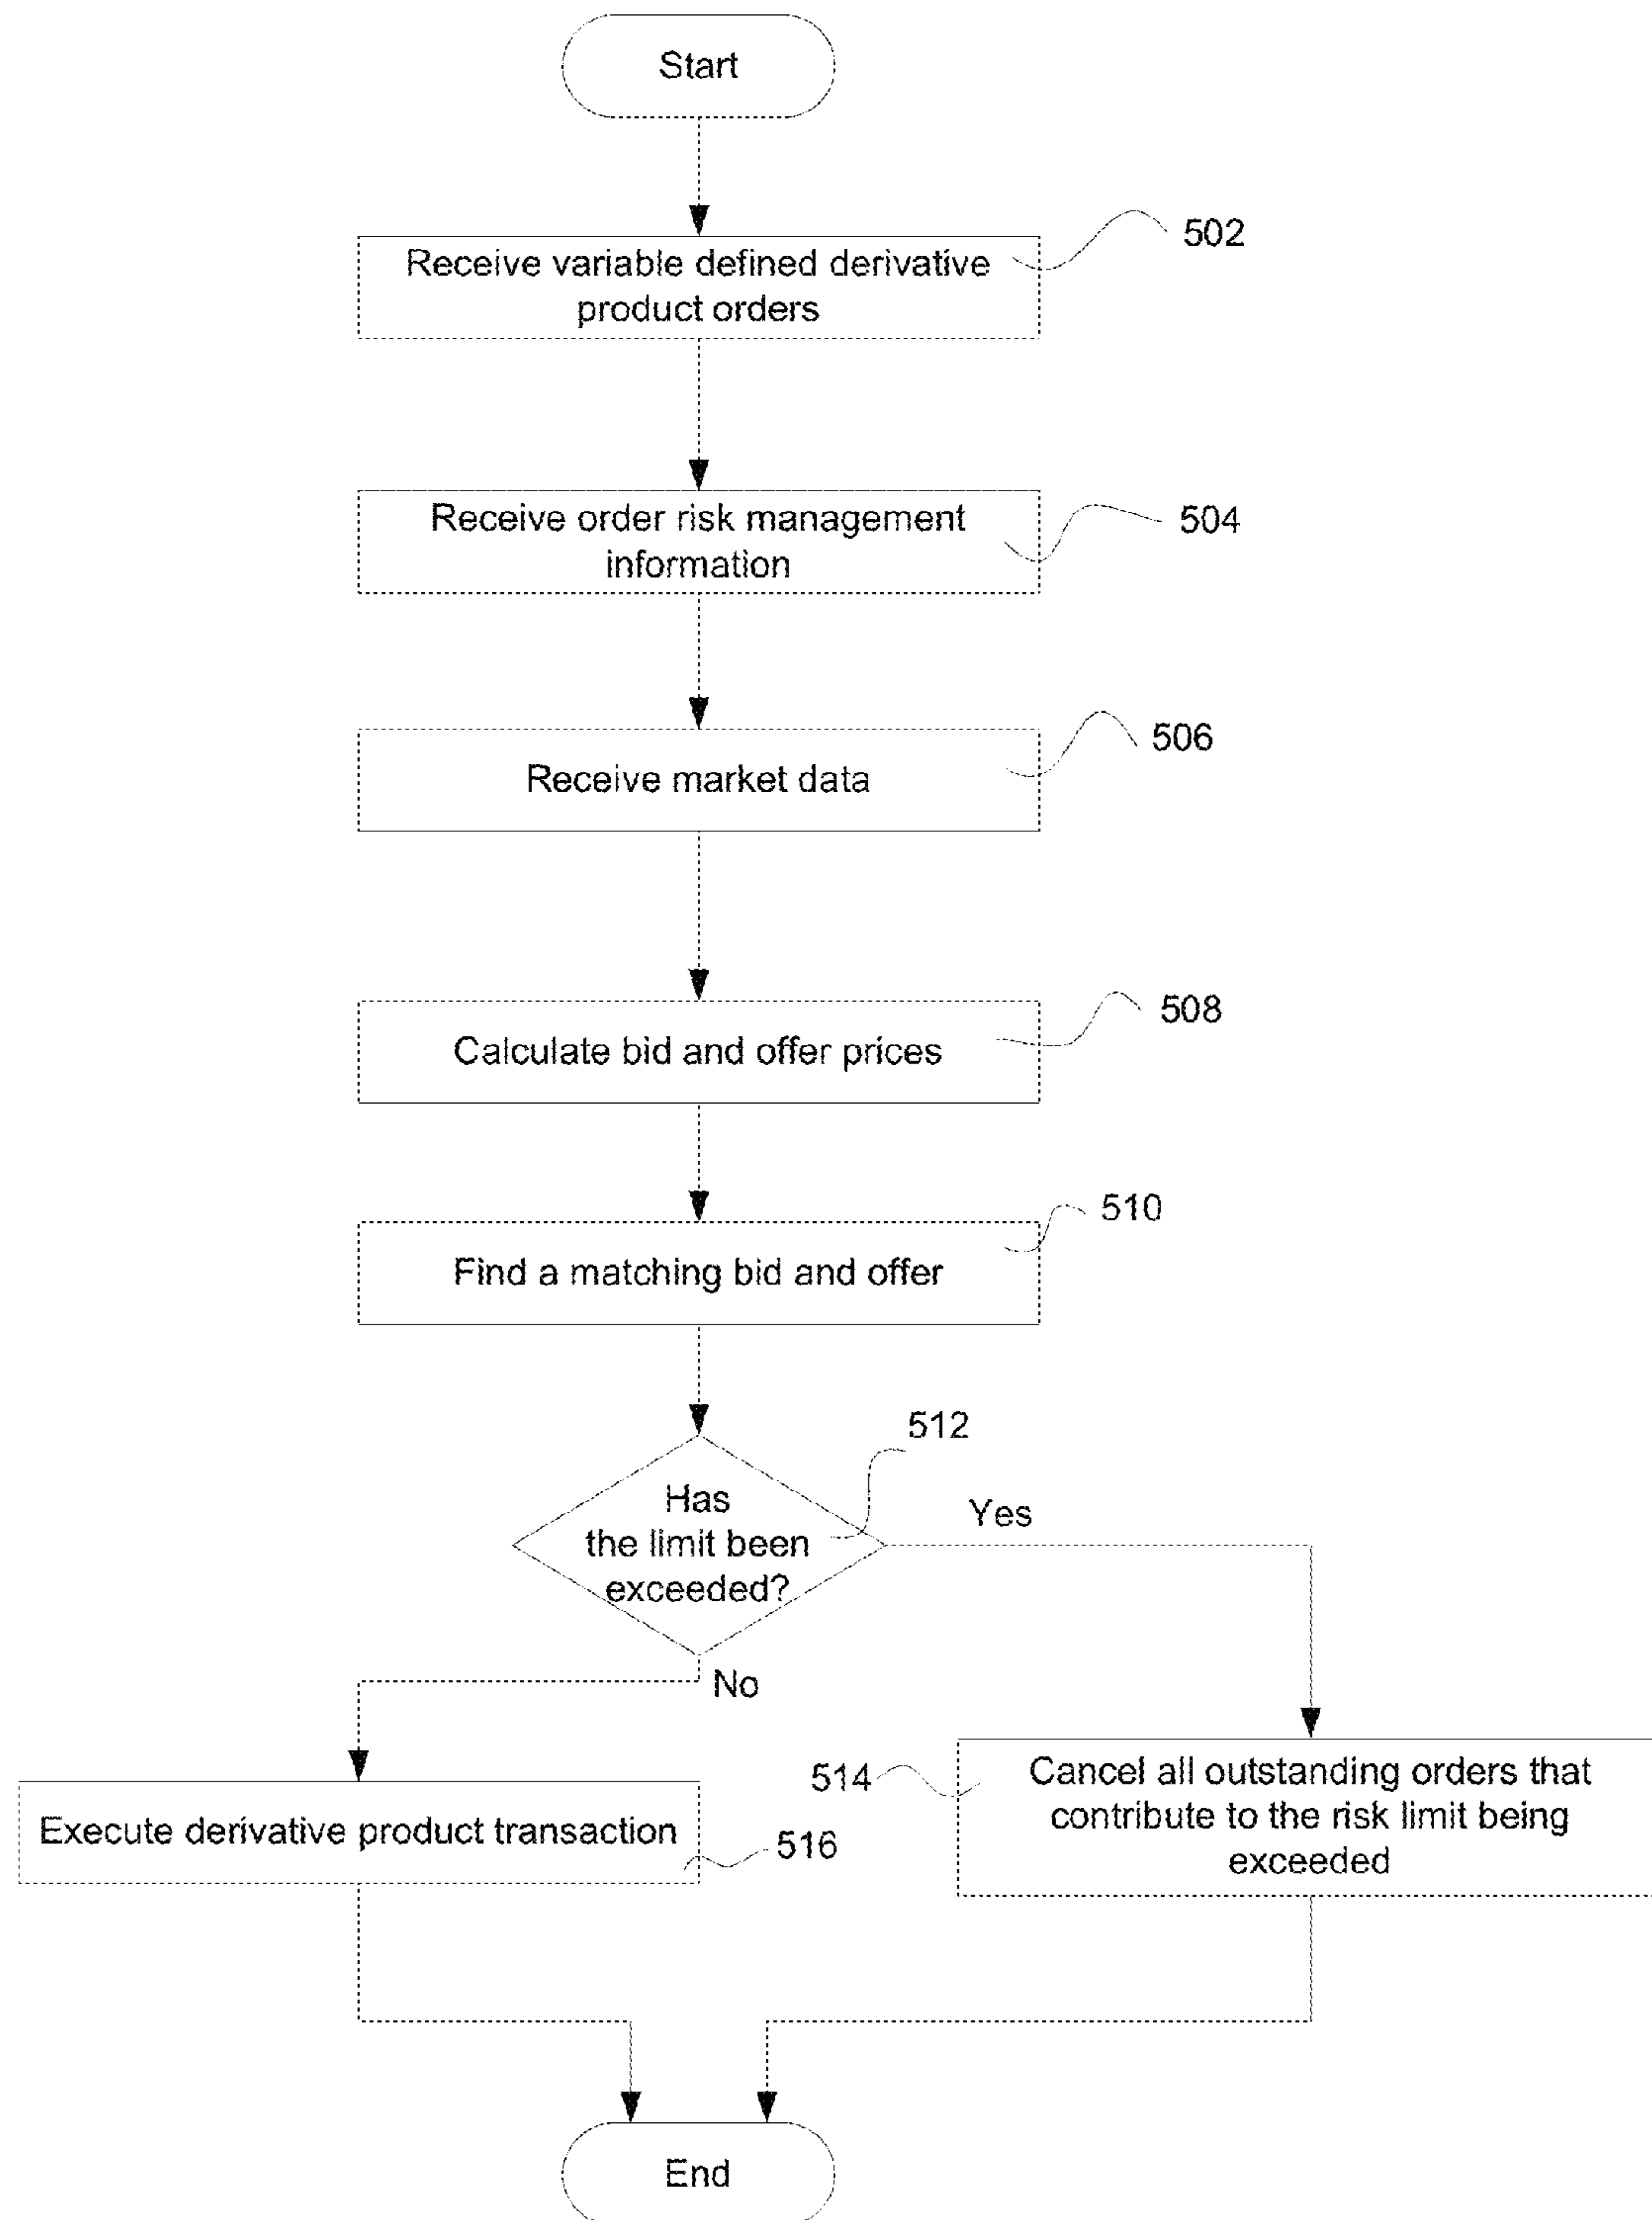 Start
502
Receive variable defined derivative
product orders
504
Receive order risk management
information
506
Receive market data
508
Calculate bid and offer prices
510
Find a matching bid and offer
512
Has
the limit been
exceeded?
Yes
No
514
Cancel all outstanding orders that
contribute to the risk limit being
exceeded
Execute derivative product transaction
516
End